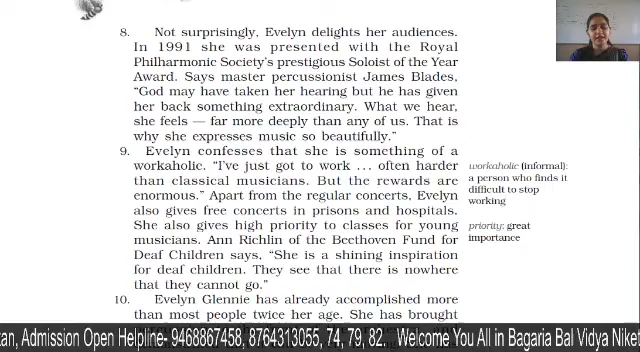 8. Not surprisingly, Evelyn delights her audiences.
In 1991 she was presented with the Royal
Philharmonic Society's prestigious Soloist of the Year
Award. Says master percussionist James Blades,
"God may have taken her hearing but he has given
her back something extraordinary. What we hear,
she feels — far more deeply than any of us. That is
why she expresses music so beautifully."
9. Evelyn confesses that she is something of a
workaholic. "I've just got to work ... often harder
than classical musicians. But the rewards are
enormous." Apart from the regular concerts, Evelyn
also gives free concerts in prisons and hospitals.
She also gives high priority to classes for young
musicians. Ann Richlin of the Beethoven Fund for
Deaf Children says, "She is a shining inspiration
for deaf children. They see that there is nowhere
that they cannot go."
10. Evelyn Glennie has already accomplished more
than most people twice her age. She has brought
workaholic (informal):
a person who finds it
difficult to stop
working
priority: great
importance
tan, Admission Open Helpline- 9468867458, 8764313055, 74, 79, 82, Welcome You All in Bagaria Bal Vidya Niket